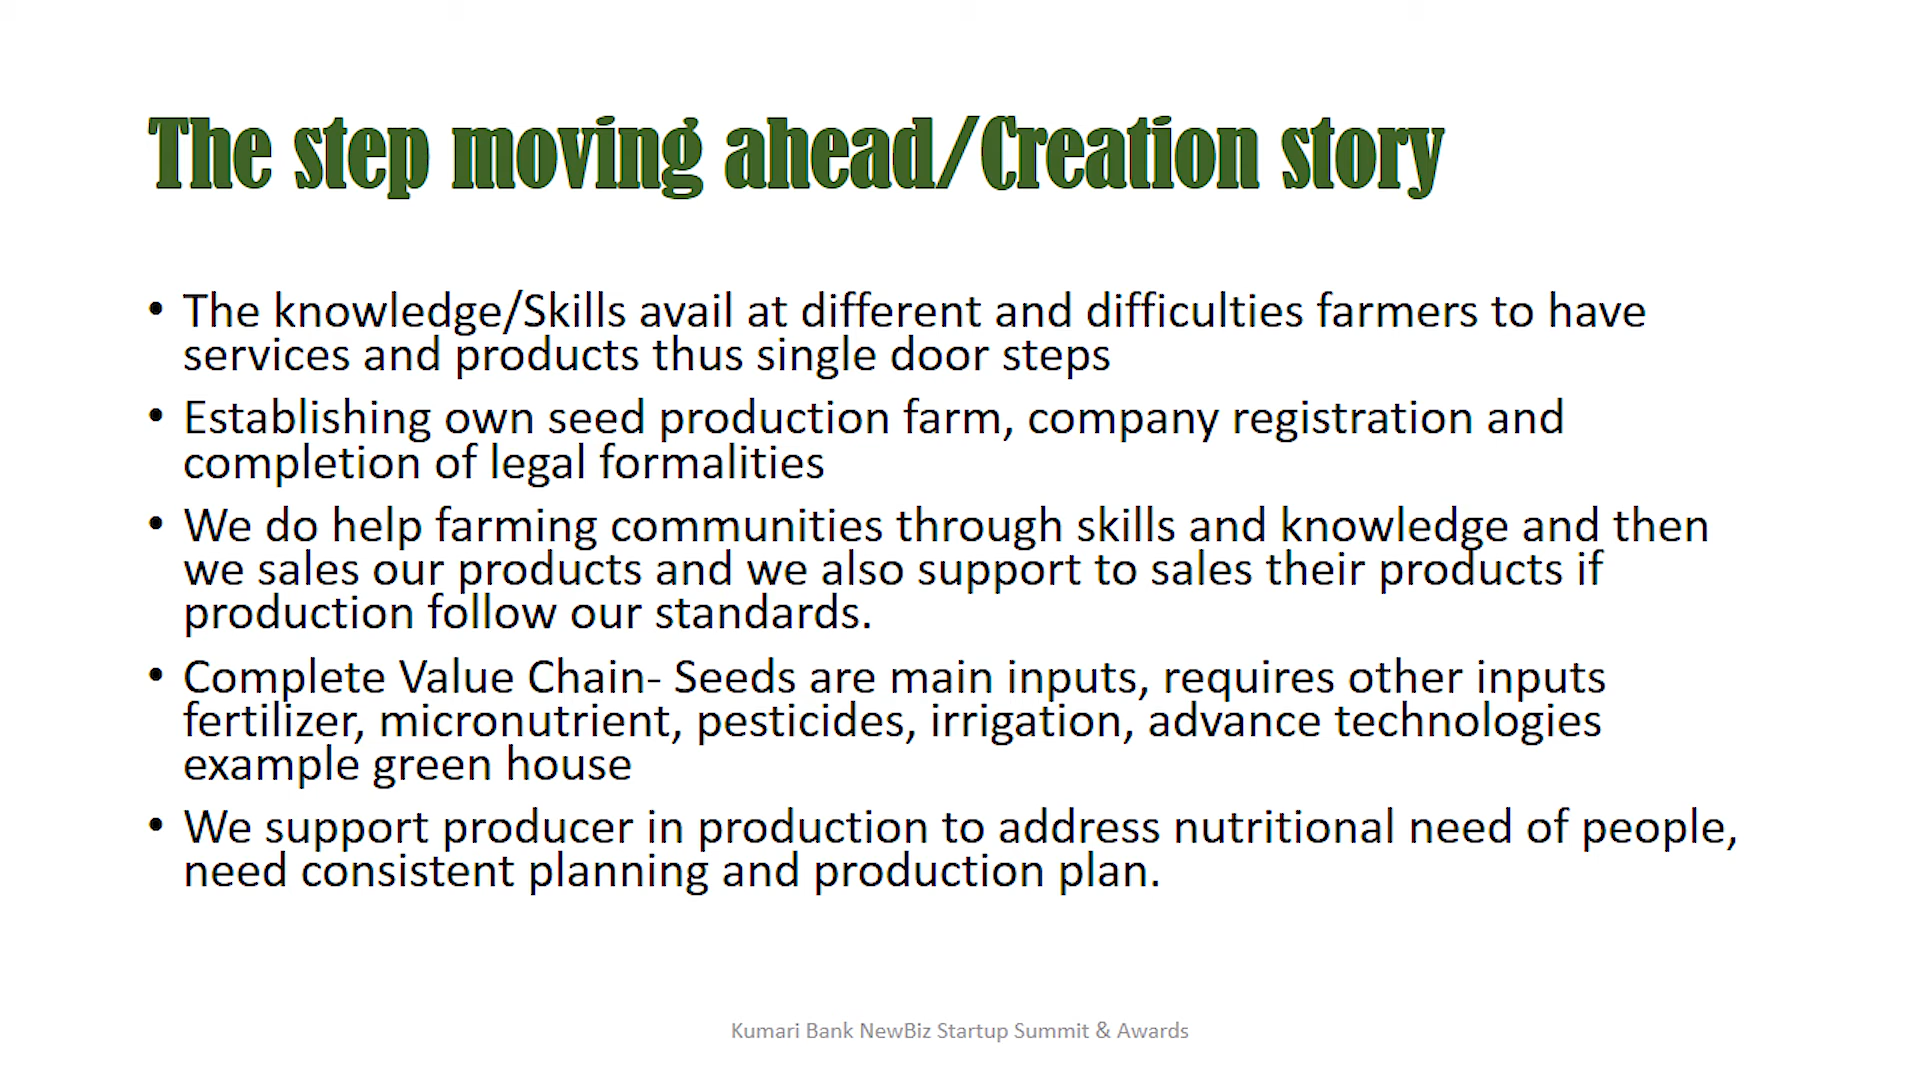 The step moving ahead/Creation story
• The knowledge/Skills avail at different and difficulties farmers to have
services and products thus single door steps
• Establishing own seed production farm, company registration and
completion of legal formalities
• We do help farming communities through skills and knowledge and then
we sales our products and we also support to sales their products if
production follow our standards.
• Complete Value Chain- Seeds are main inputs, requires other inputs
fertilizer, micronutrient, pesticides, irrigation, advance technologies
example green house
• We support producer in production to address nutritional need of people,
need consistent planning and production plan.
Kumari Bank NewBiz Startup Summit & Awards